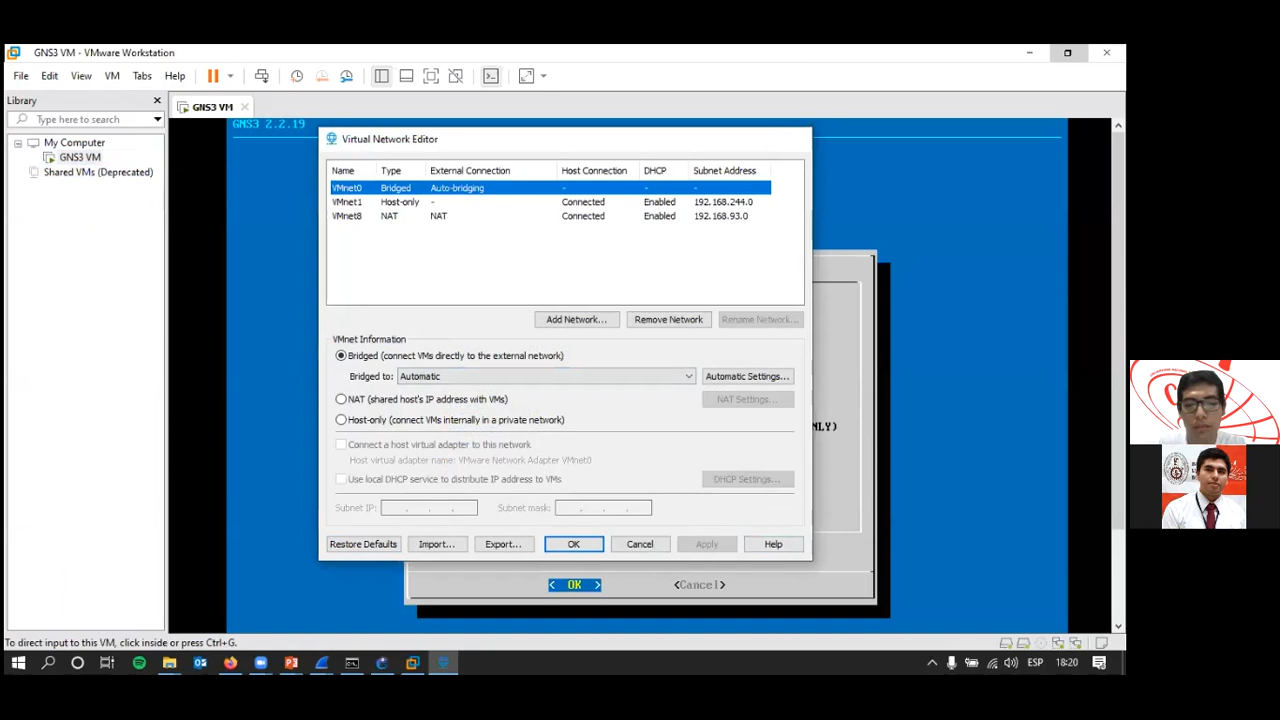 GNS3 VM - VMware Workstation
File Edit View VM Tabs Help
Library
GNS3 VM
Type here to search
My Computer
GNS3 VM
Shared VMs (Deprecated)
GNS3 2.2.19
Virtual Network Editor
Name Type External Connection Host Connection DHCP Subnet Address
VMnet0 Bridged Auto-bridging - - -
VMnet1 Host-only - Connected Enabled 192.168.244.0
VMnet8 NAT NAT Connected Enabled 192.168.93.0
Add Network... Remove Network Rename Network...
VMnet Information
Bridged (connect VMs directly to the external network)
Bridged to: Automatic Automatic Settings...
NAT (shared host's IP address with VMs) NAT Settings...
Host-only (connect VMs internally in a private network)
NLY)
Connect a host virtual adapter to this network
Host virtual adapter name: VMware Network Adapter VMnet0
Use local DHCP service to distribute IP address to VMs DHCP Settings...
Subnet IP: . . . Subnet mask: . . .
Restore Defaults Import... Export... OK Cancel Apply Help
< OK > <Cancel>
To direct input to this VM, click inside or press Ctrl+G.
ESP 18:20